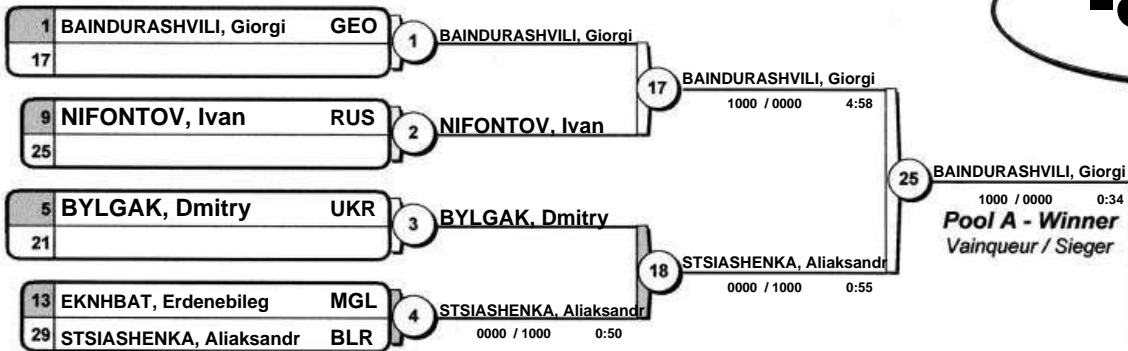 1 BAINDURASHVILI, Giorgi GEO
17
1
BAINDURASHVILI, Giorgi
9 NIFONTOV, Ivan RUS
25
2
NIFONTOV, Ivan
17
BAINDURASHVILI, Giorgi
1000 / 0000 4:58
5 BYLGAK, Dmitry UKR
21
3
BYLGAK, Dmitry
13 EKNHBAT, Erdenebileg MGL
29 STSIASHENKA, Aliaksandr BLR
4
STSIASHENKA, Aliaksandr
0000 / 1000 0:50
18
STSIASHENKA, Aliaksandr
0000 / 1000 0:55
25
BAINDURASHVILI, Giorgi
1000 / 0000 0:34
Pool A - Winner
Vainqueur / Sieger